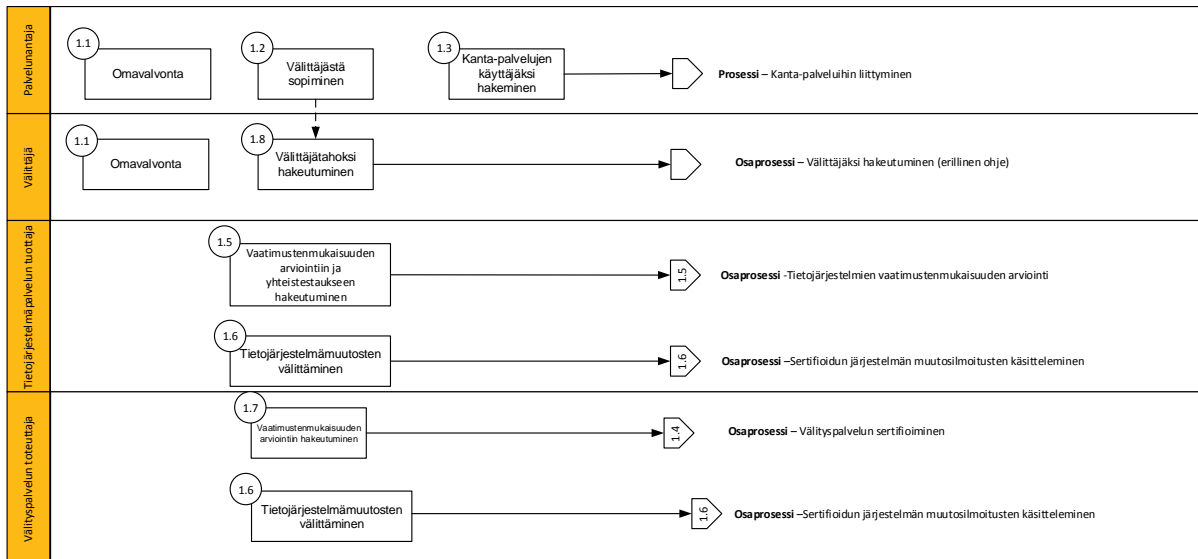 Palvelunantaja
1.1
Omavalvonta
1.2
Välittäjästä
sopiminen
1.3
Kanta-palvelujen
käyttäjäksi
hakeminen
Prosessi – Kanta-palveluihin liittyminen
Välittäjä
1.1
Omavalvonta
1.8
Välittäjätahoksi
hakeutuminen
Osaprosessi – Välittäjäksi hakeutuminen (erillinen ohje)
Tietojärjestelmäpalvelun tuottaja
1.5
Vaatimustenmukaisuuden
arviointiin ja
yhteistestaukseen
hakeutuminen
1.5
Osaprosessi -Tietojärjestelmien vaatimustenmukaisuuden arviointi
1.6
Tietojärjestelmämuutosten
välittäminen
1.6
Osaprosessi –Sertifioidun järjestelmän muutosilmoitusten käsitteleminen
Välityspalvelun toteuttaja
1.7
Vaatimustenmukaisuuden
arviointiin hakeutuminen
1.4
Osaprosessi – Välityspalvelun sertifioiminen
1.6
Tietojärjestelmämuutosten
välittäminen
1.6
Osaprosessi –Sertifioidun järjestelmän muutosilmoitusten käsitteleminen